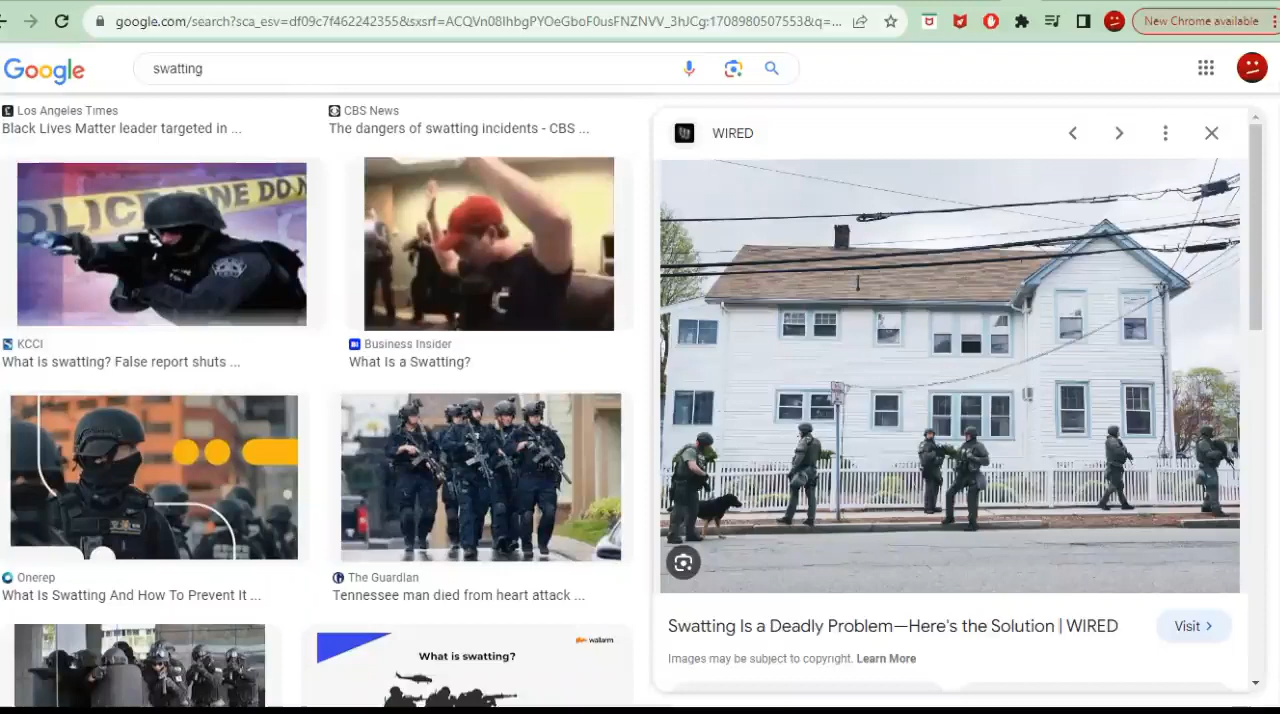 google.com/search?sca_esv=df09c7f462242355&sxsrf=ACQVn08IhbgPYOeGboF0usFNZNVV_3hJCg:1708980507553&q=...
New Chrome available
Google
swatting
Los Angeles Times
Black Lives Matter leader targeted in ...
CBS News
The dangers of swatting incidents - CBS ...
WIRED
POLICE LINE DO N
KCCI
What is swatting? False report shuts ...
Business Insider
What Is a Swatting?
Onerep
What Is Swatting And How To Prevent It ...
The Guardian
Tennessee man died from heart attack ...
wallarm
What is swatting?
Swatting Is a Deadly Problem—Here's the Solution | WIRED
Visit
Images may be subject to copyright. Learn More